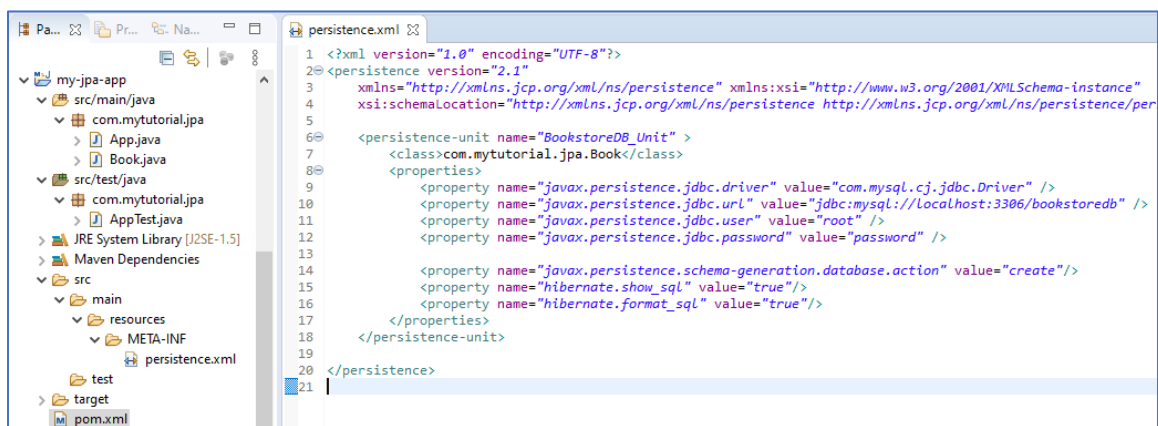 Pa... Pr... Na...
my-jpa-app
src/main/java
com.mytutorial.jpa
App.java
Book.java
src/test/java
com.mytutorial.jpa
AppTest.java
JRE System Library [J2SE-1.5]
Maven Dependencies
src
main
resources
META-INF
persistence.xml
test
target
pom.xml
persistence.xml
1 <?xml version="1.0" encoding="UTF-8"?>
2 <persistence version="2.1"
3 xmlns="http://xmlns.jcp.org/xml/ns/persistence" xmlns:xsi="http://www.w3.org/2001/XMLSchema-instance"
4 xsi:schemaLocation="http://xmlns.jcp.org/xml/ns/persistence http://xmlns.jcp.org/xml/ns/persistence/per
5
6 <persistence-unit name="BookstoreDB_Unit" >
7 <class>com.mytutorial.jpa.Book</class>
8 <properties>
9 <property name="javax.persistence.jdbc.driver" value="com.mysql.cj.jdbc.Driver" />
10 <property name="javax.persistence.jdbc.url" value="jdbc:mysql://localhost:3306/bookstoredb" />
11 <property name="javax.persistence.jdbc.user" value="root" />
12 <property name="javax.persistence.jdbc.password" value="password" />
13
14 <property name="javax.persistence.schema-generation.database.action" value="create"/>
15 <property name="hibernate.show_sql" value="true"/>
16 <property name="hibernate.format_sql" value="true"/>
17 </properties>
18 </persistence-unit>
19
20 </persistence>
21